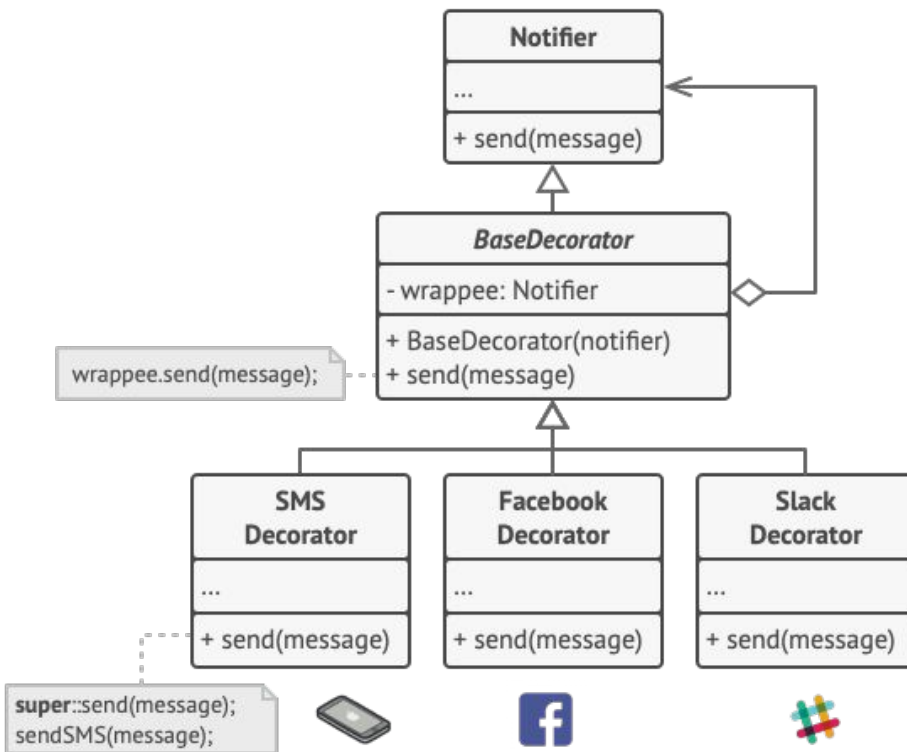 Notifier
...
+ send(message)
BaseDecorator
- wrappee: Notifier
+ BaseDecorator(notifier)
+ send(message)
wrappee.send(message);
SMS
Decorator
...
+ send(message)
Facebook
Decorator
...
+ send(message)
Slack
Decorator
...
+ send(message)
super::send(message);
sendSMS(message);